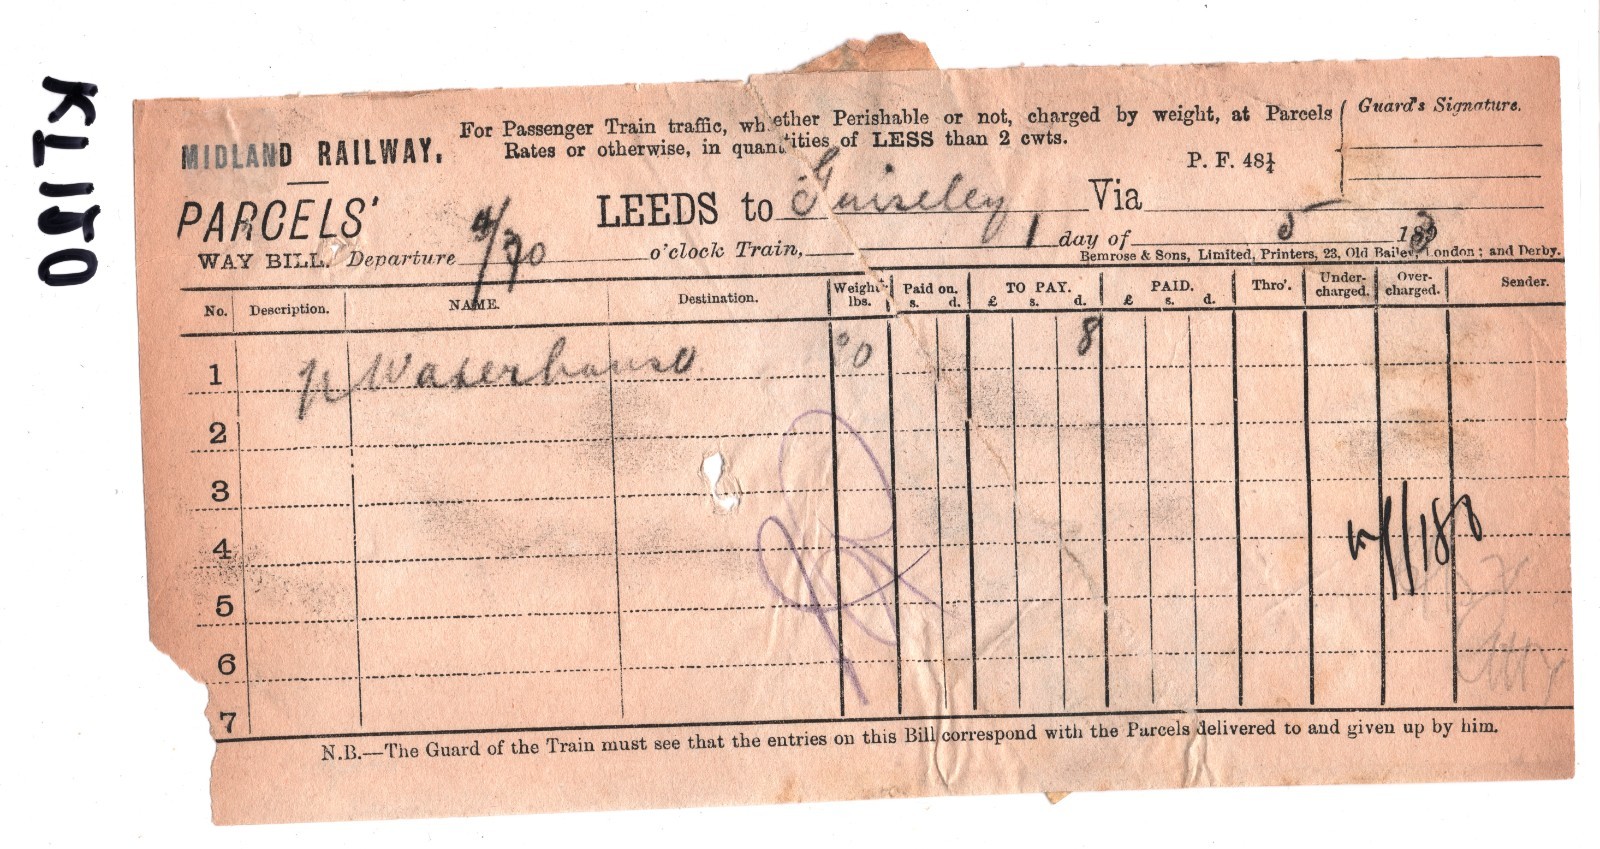 KL150
MIDLAND RAILWAY.
For Passenger Train traffic, whether Perishable or not, charged by weight, at Parcels
Rates or otherwise, in quantities of LESS than 2 cwts.
Guard's Signature.
P. F. 48¼
PARCELS'
WAY BILL.
LEEDS to Guiseley Via
Departure o'clock Train, 1 day of 5 18
Bemrose & Sons, Limited, Printers, 23, Old Bailey, London; and Derby.
No. Description. NAME. Destination. Weight lbs. Paid on. s. d. TO PAY. £ s. d. PAID. £ s. d. Thro'. Under-charged. Over-charged. Sender.
1 Waterhouse 8
2
3
4
5
6
7
N.B.—The Guard of the Train must see that the entries on this Bill correspond with the Parcels delivered to and given up by him.